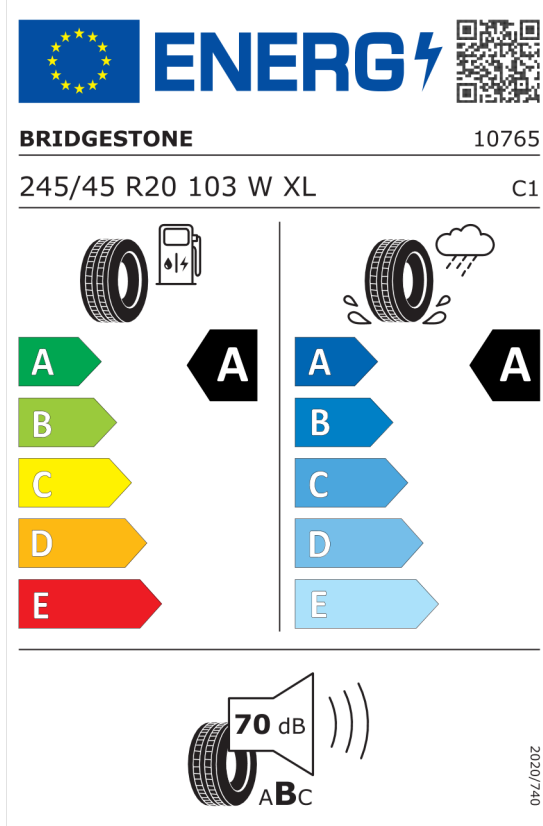 ENERG
BRIDGESTONE 10765
245/45 R20 103 W XL C1
A A A A
B B
C C
D D
E E
70 dB
ABC
2020/740